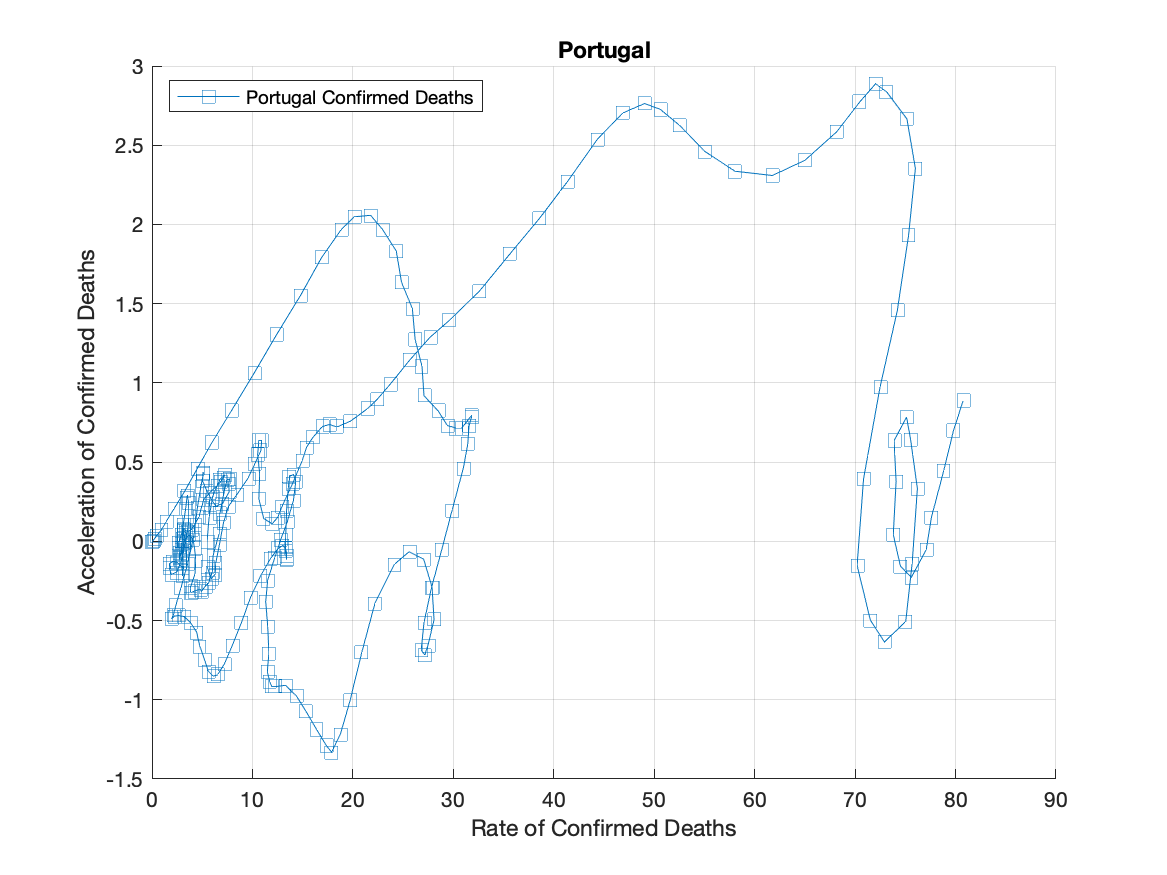 Portugal
Portugal Confirmed Deaths
3
2.5
2
1.5
1
0.5
0
-0.5
-1
-1.5
Acceleration of Confirmed Deaths
0 10 20 30 40 50 60 70 80 90
Rate of Confirmed Deaths